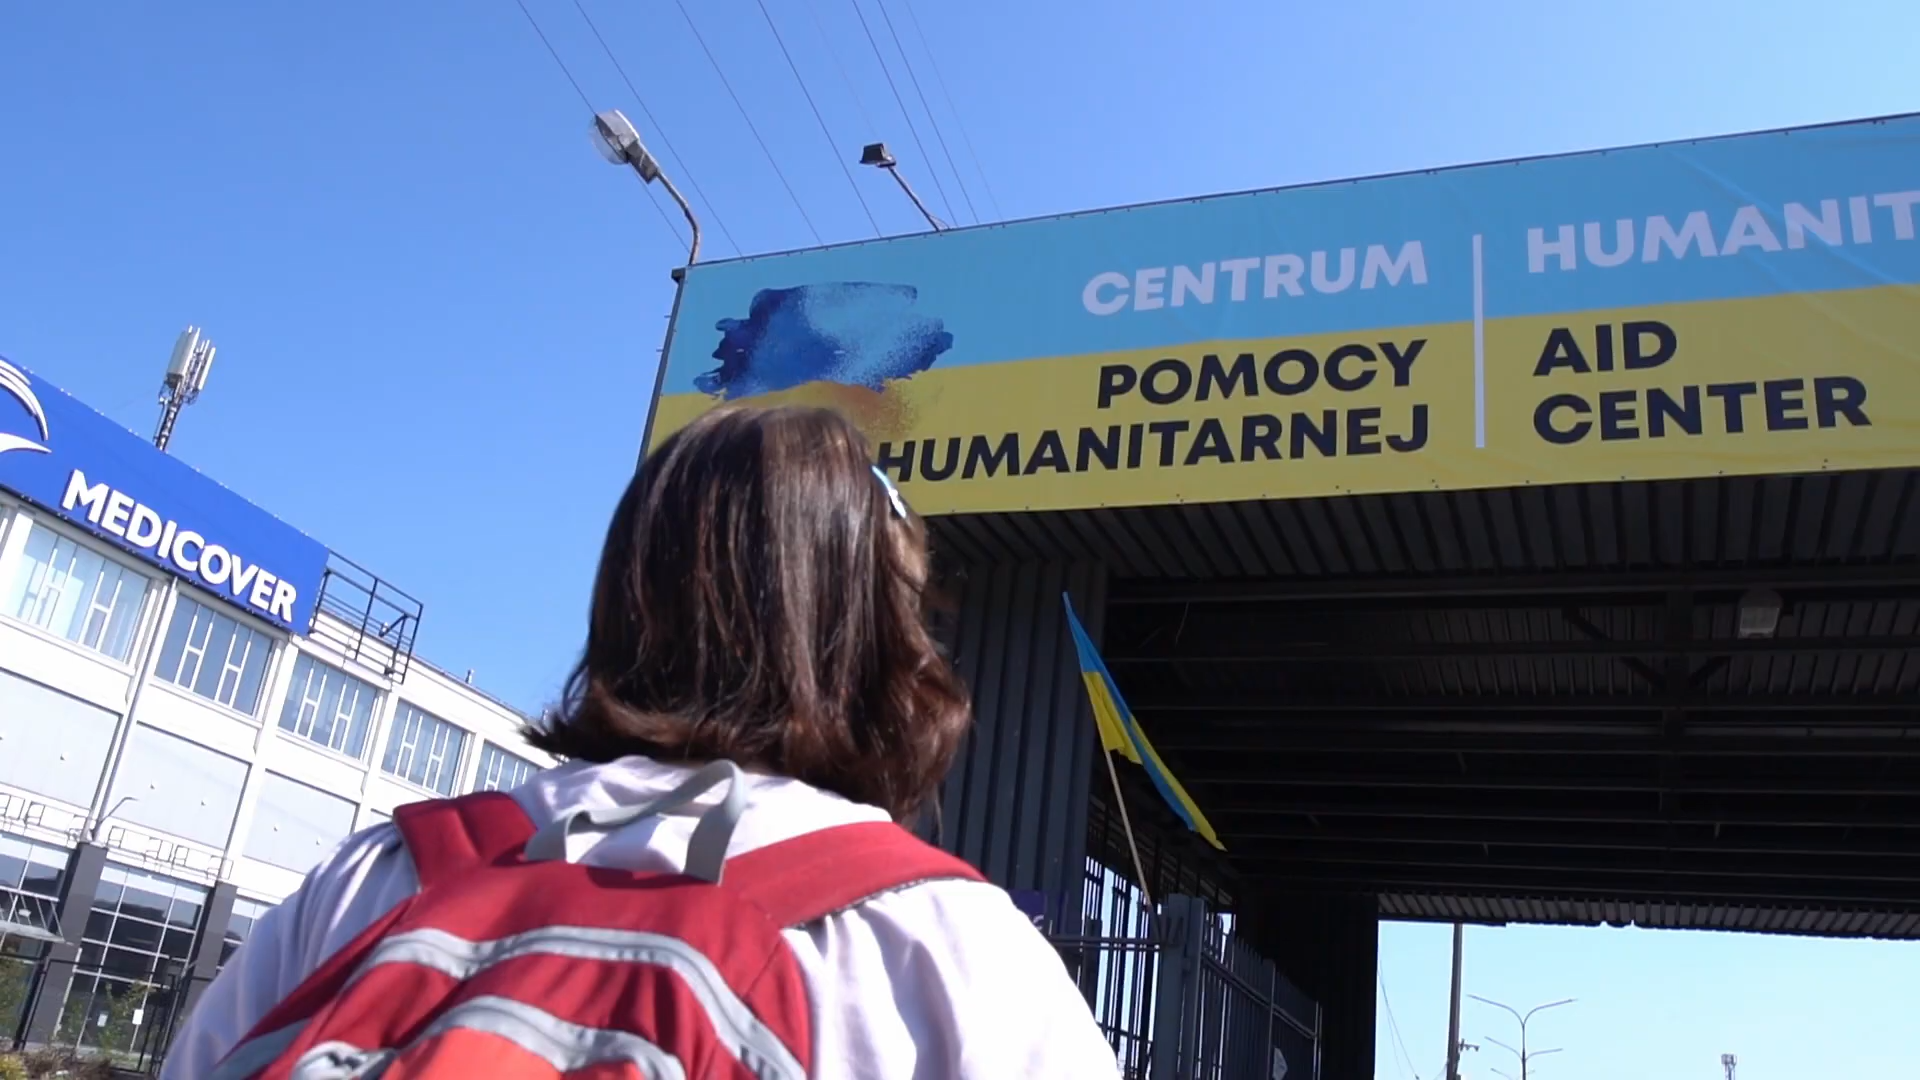 CENTRUM
POMOCY
HUMANITARNEJ
HUMANIT
AID
CENTER
MEDICOVER